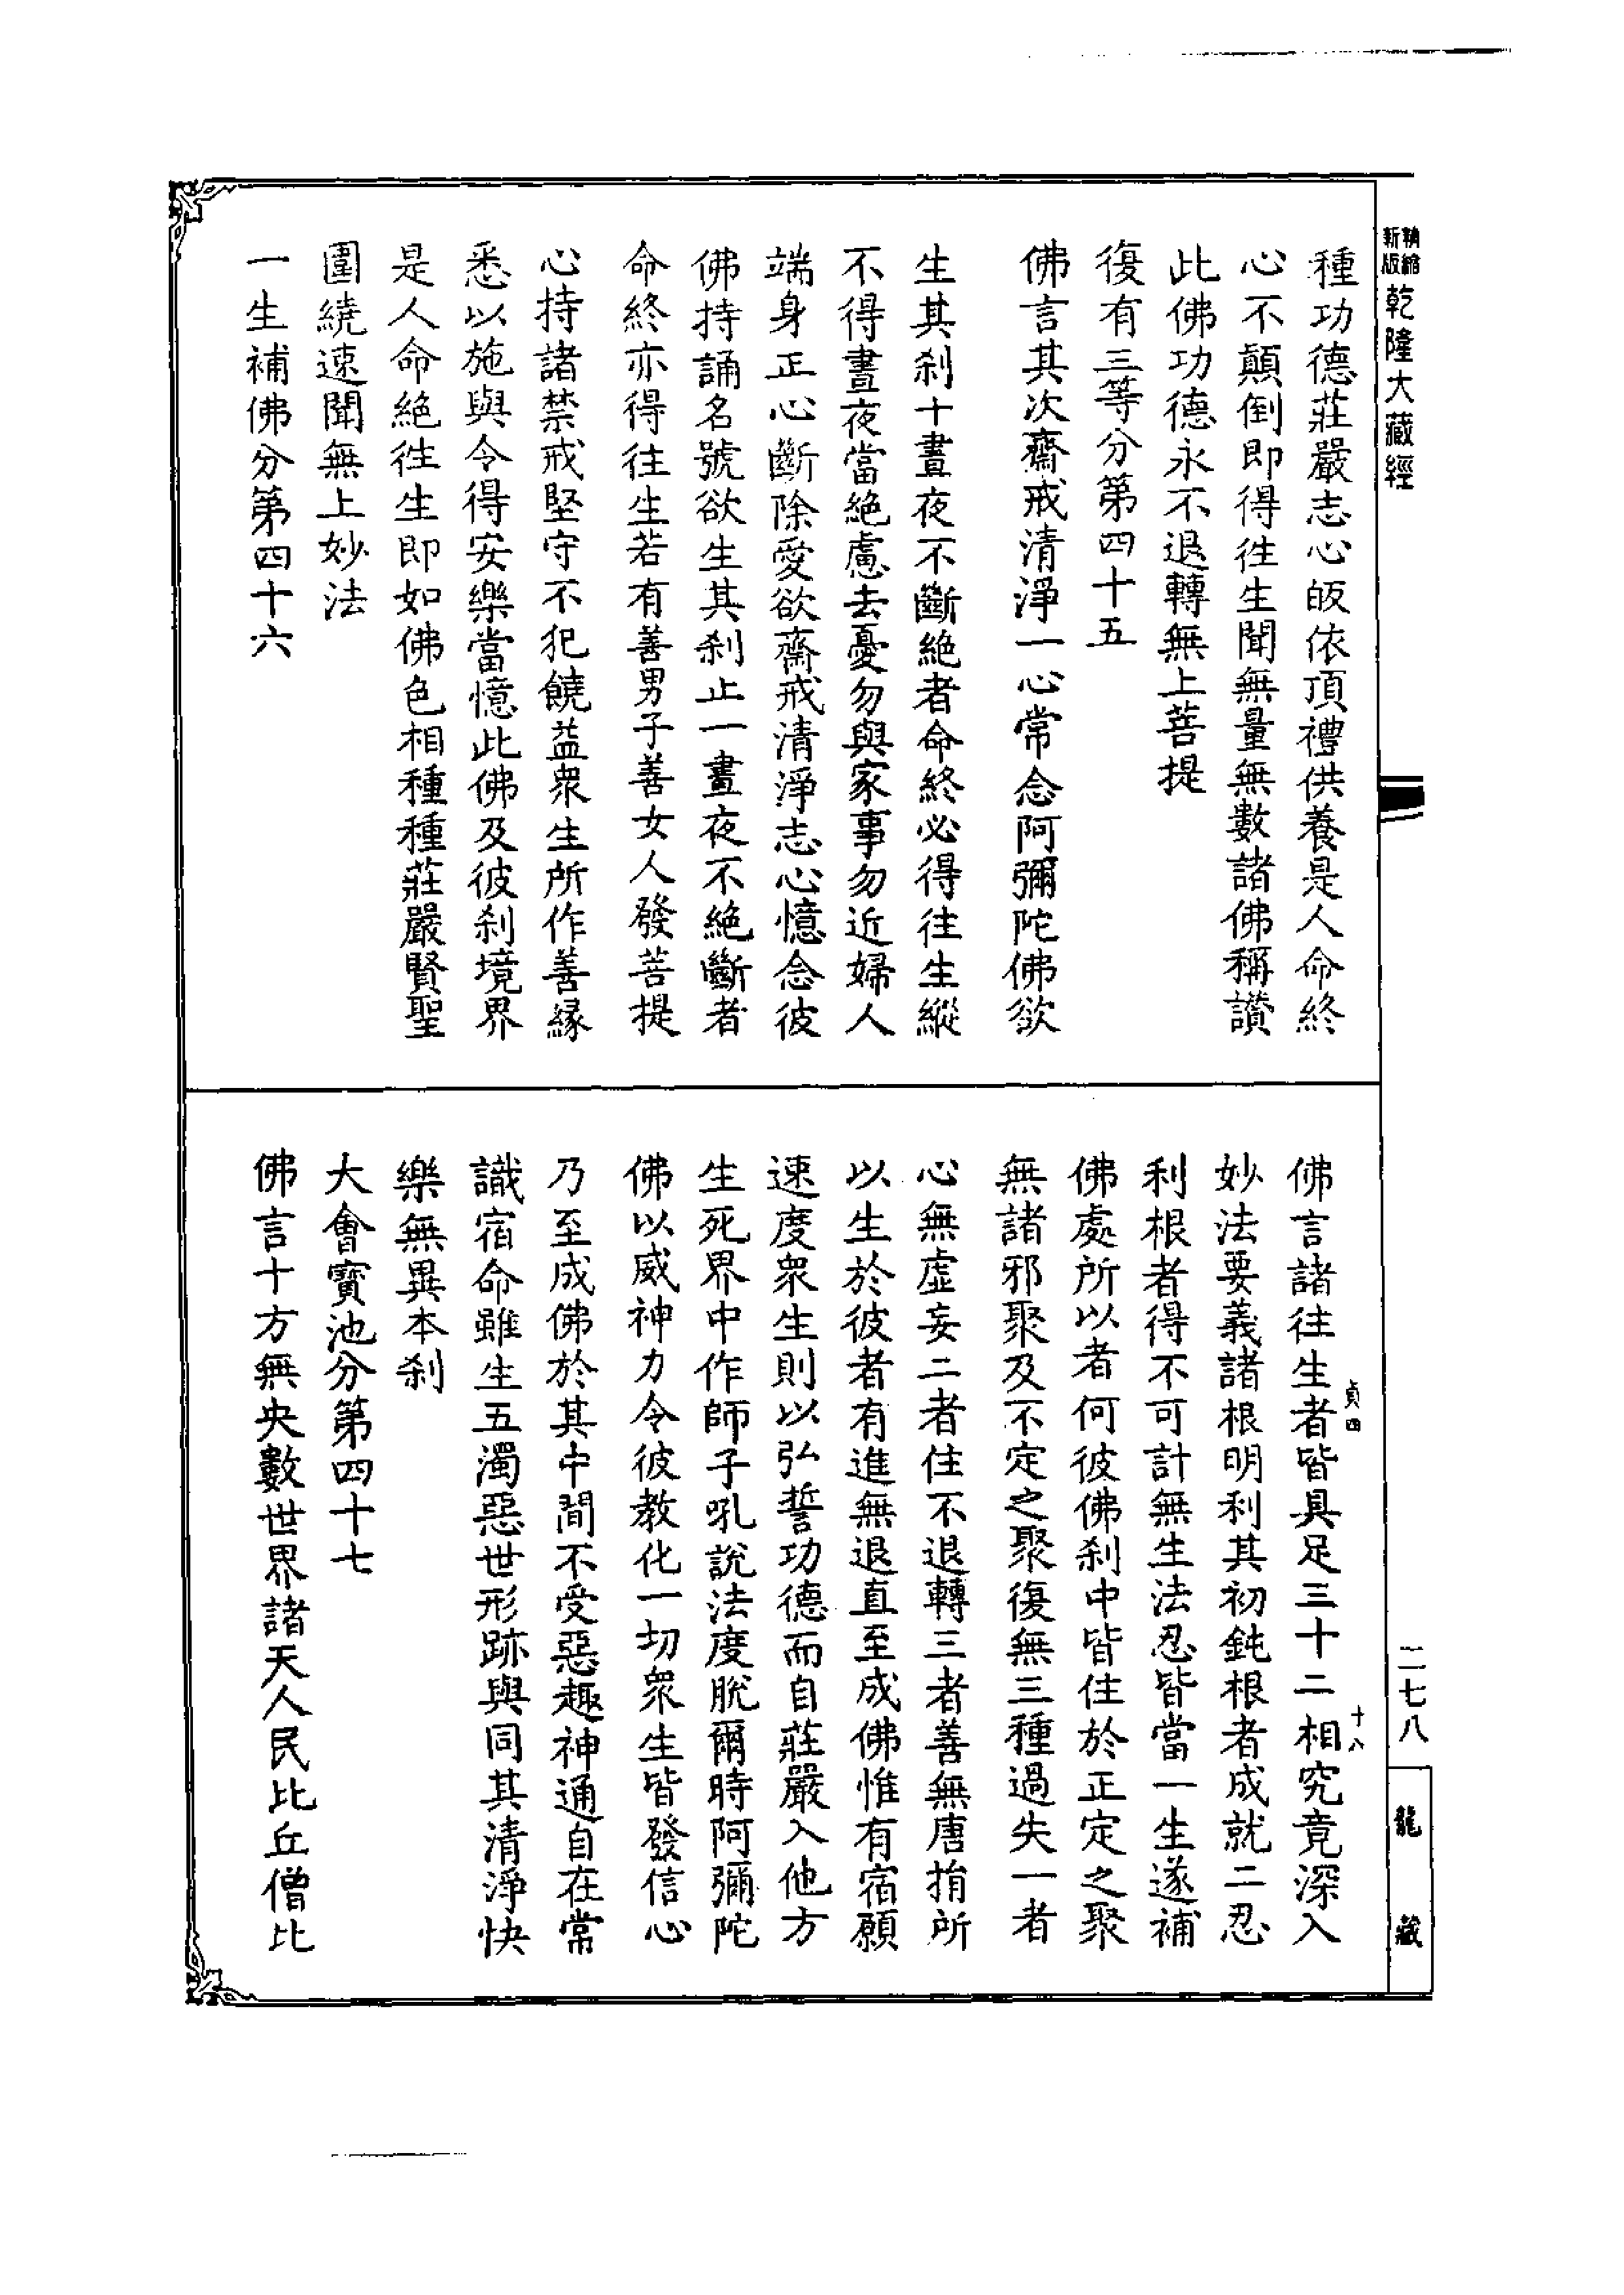 精縮新版乾隆大藏經
種功德莊嚴志心皈依頂禮供養是人命終
心不顛倒即得往生聞無量無數諸佛稱讚
此佛功德永不退轉無上菩提
復有三等分第四十五
佛言其次齋戒清淨一心常念阿彌陀佛欲
生其刹十晝夜不斷絶者命終必得往生縱
不得晝夜當絶慮去憂勿與家事勿近婦人
端身正心斷除愛欲齋戒清淨志心憶念彼
佛持誦名號欲生其刹止一晝夜不絶斷者
命終亦得往生若有善男子善女人發菩提
心持諸禁戒堅守不犯饒益衆生所作善緣
悉以施與令得安樂當憶此佛及彼刹境界
是人命絶往生即如佛色相種種莊嚴賢聖
圍繞速聞無上妙法
一生補佛分第四十六
貞四
十八
佛言諸往生者皆具足三十二相究竟深入
妙法要義諸根明利其初鈍根者成就二忍
利根者得不可計無生法忍皆當一生遂補
佛處所以者何彼佛刹中皆住於正定之聚
無諸邪聚及不定之聚復無三種過失一者
心無虛妄二者住不退轉三者善無唐捐所
以生於彼者有進無退直至成佛惟有宿願
速度衆生則以弘誓功德而自莊嚴入他方
生死界中作師子吼說法度脫爾時阿彌陀
佛以威神力令彼教化一切衆生皆發信心
乃至成佛於其中間不受惡趣神通自在常
識宿命雖生五濁惡世形跡與同其清淨快
樂無異本刹
大會寶池分第四十七
佛言十方無央數世界諸天人民比丘僧比
二七八
龍藏